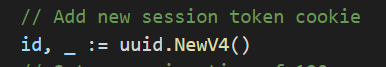 // Add new session token cookie
id, _ := uuid.NewV4()